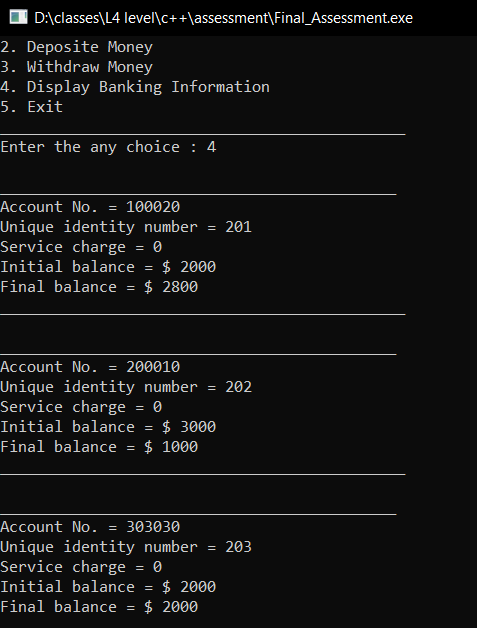 D:\classes\L4 level\c++\assessment\Final_Assessment.exe
2. Deposite Money
3. Withdraw Money
4. Display Banking Information
5. Exit
Enter the any choice : 4
Account No. = 100020
Unique identity number = 201
Service charge = 0
Initial balance = $ 2000
Final balance = $ 2800
Account No. = 200010
Unique identity number = 202
Service charge = 0
Initial balance = $ 3000
Final balance = $ 1000
Account No. = 303030
Unique identity number = 203
Service charge = 0
Initial balance = $ 2000
Final balance = $ 2000